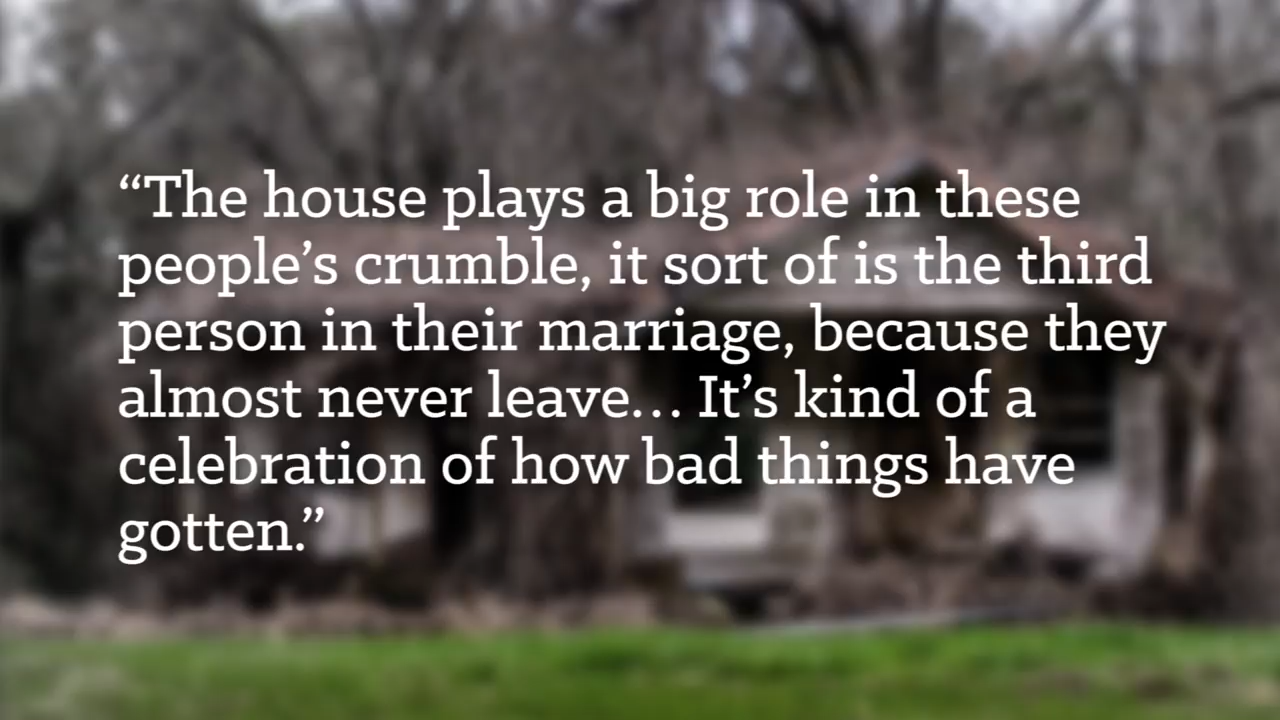 “The house plays a big role in these
people’s crumble, it sort of is the third
person in their marriage, because they
almost never leave… It’s kind of a
celebration of how bad things have
gotten.”